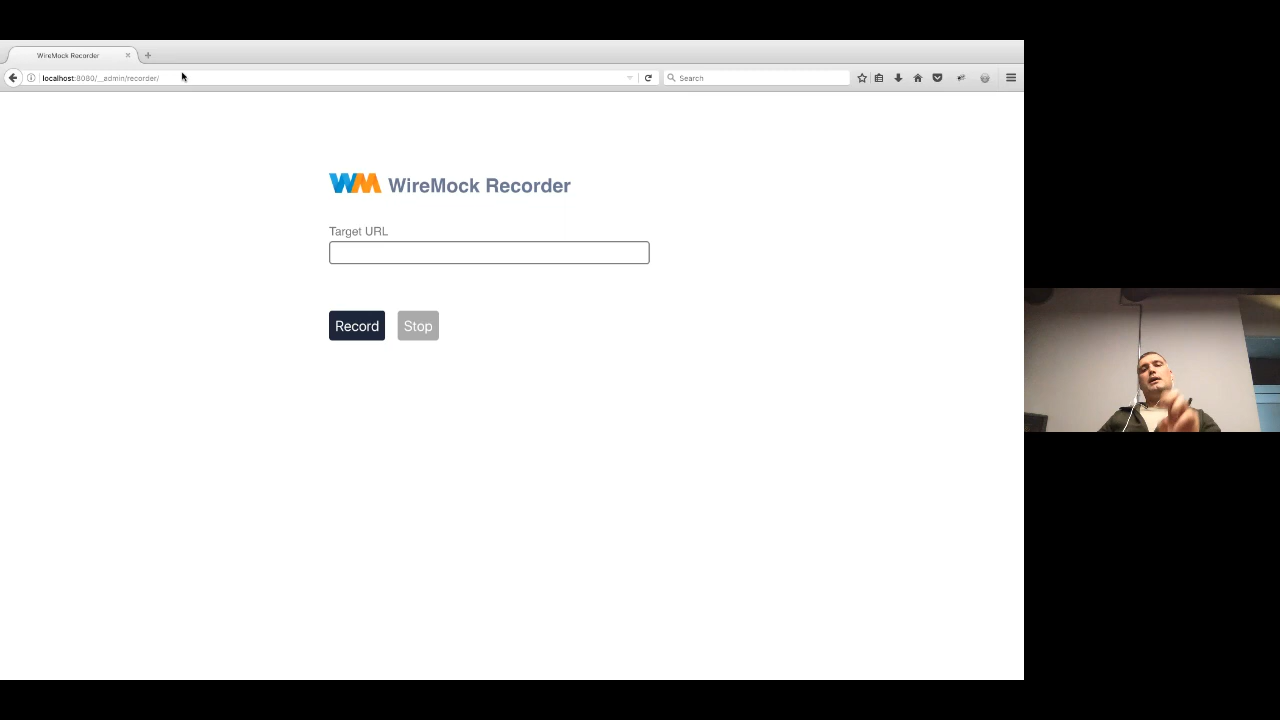 WireMock Recorder
localhost:8080/__admin/recorder/
Search
WM WireMock Recorder
Target URL
Record Stop